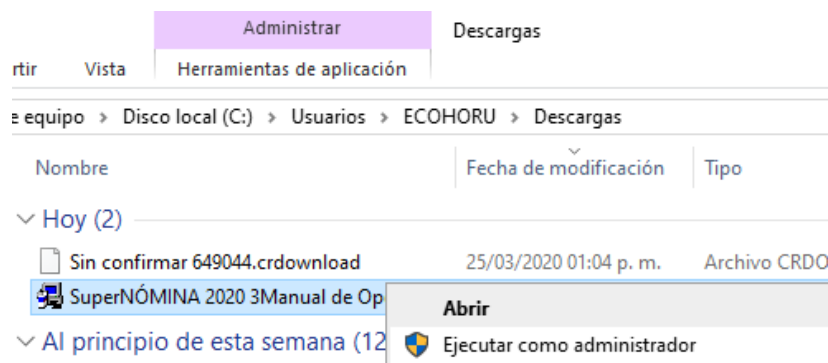 Administrar Descargas
rtir Vista Herramientas de aplicación
e equipo > Disco local (C:) > Usuarios > ECOHORU > Descargas
Nombre Fecha de modificación Tipo
Hoy (2)
Sin confirmar 649044.crdownload 25/03/2020 01:04 p. m. Archivo CRDO
SuperNÓMINA 2020 3Manual de Op
Abrir
Al principio de esta semana (12
Ejecutar como administrador